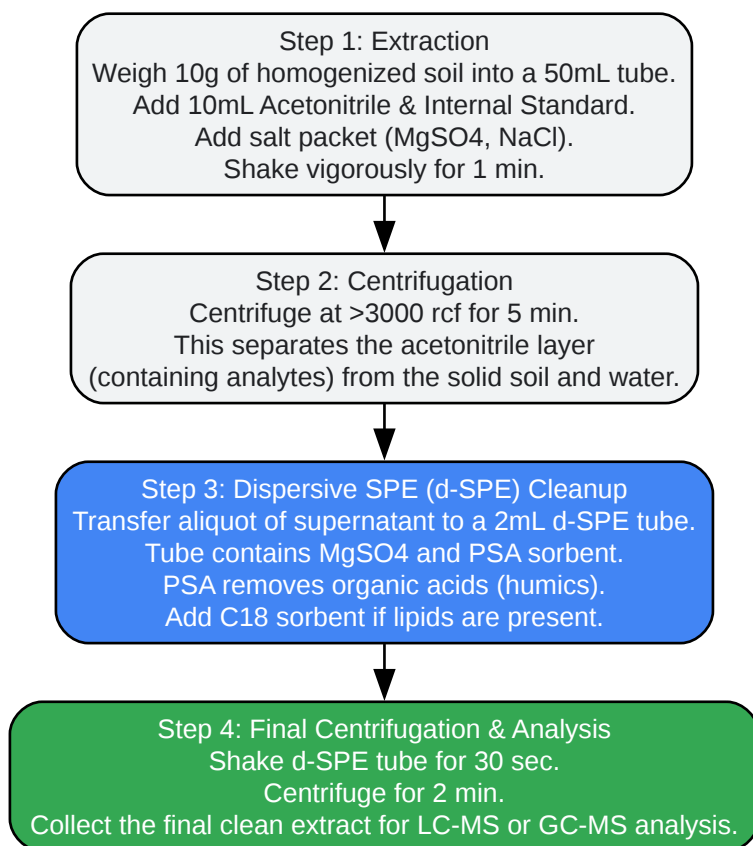 Step 1: Extraction
Weigh 10g of homogenized soil into a 50mL tube.
Add 10mL Acetonitrile & Internal Standard.
Add salt packet (MgSO4, NaCl).
Shake vigorously for 1 min.
Step 2: Centrifugation
Centrifuge at >3000 rcf for 5 min.
This separates the acetonitrile layer
(containing analytes) from the solid soil and water.
Step 3: Dispersive SPE (d-SPE) Cleanup
Transfer aliquot of supernatant to a 2mL d-SPE tube.
Tube contains MgSO4 and PSA sorbent.
PSA removes organic acids (humics).
Add C18 sorbent if lipids are present.
Step 4: Final Centrifugation & Analysis
Shake d-SPE tube for 30 sec.
Centrifuge for 2 min.
Collect the final clean extract for LC-MS or GC-MS analysis.